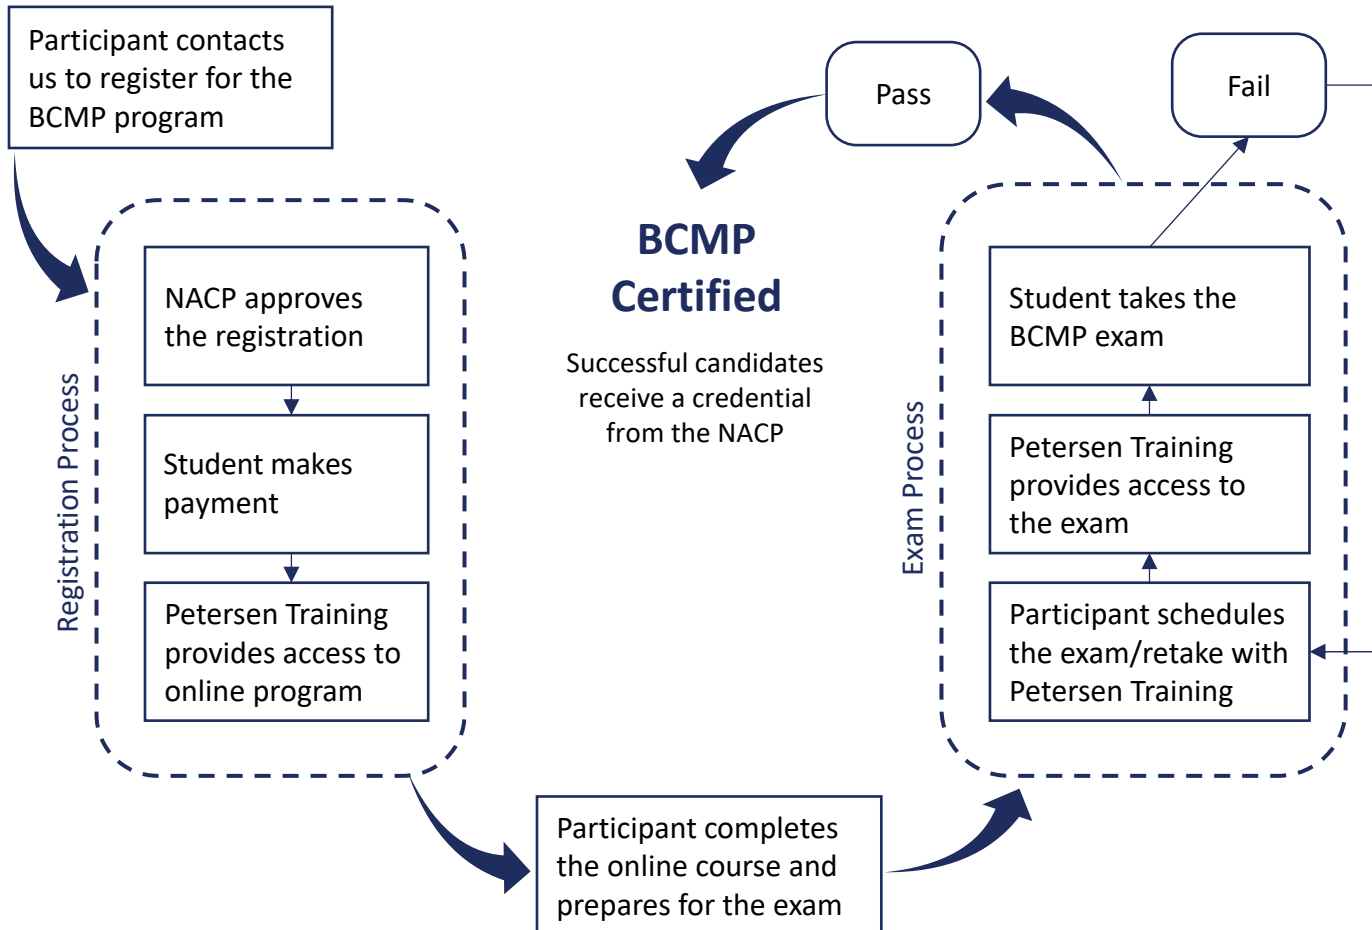 Participant contacts
us to register for the
BCMP program
Registration Process
NACP approves
the registration
Student makes
payment
Petersen Training
provides access to
online program
Participant completes
the online course and
prepares for the exam
Exam Process
Participant schedules
the exam/retake with
Petersen Training
Petersen Training
provides access to
the exam
Student takes the
BCMP exam
Fail
Pass
BCMP
Certified
Successful candidates
receive a credential
from the NACP